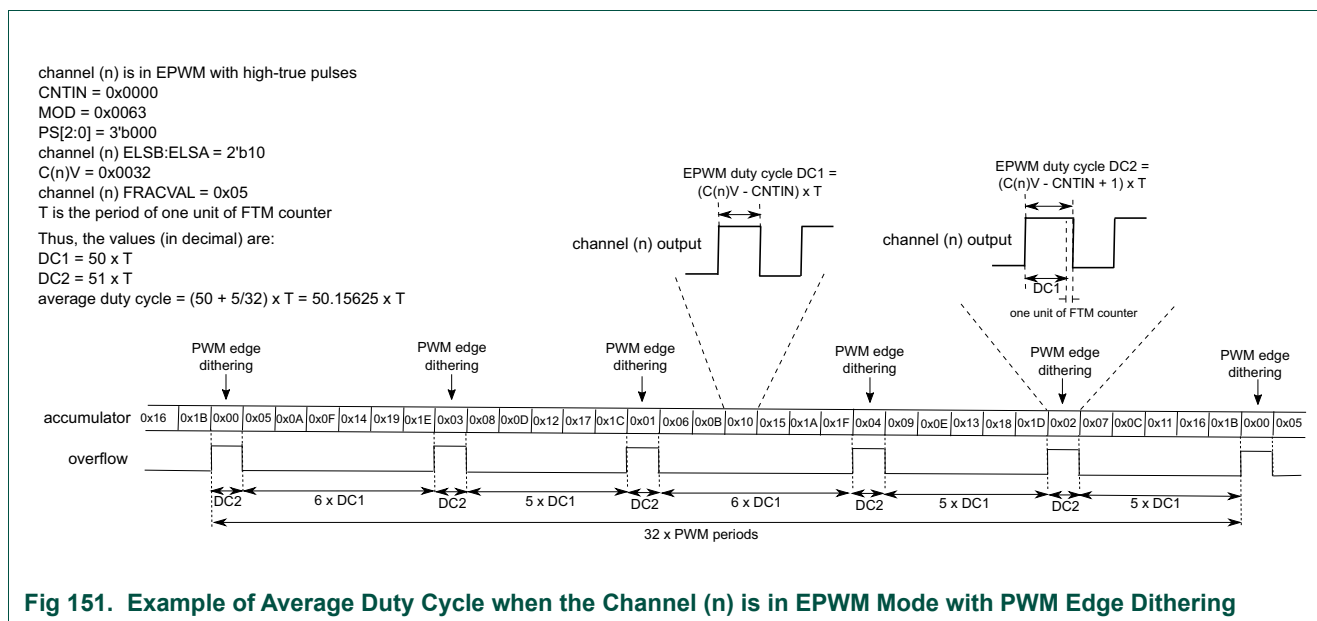 channel (n) is in EPWM with high-true pulses
CNTIN = 0x0000
MOD = 0x0063
PS[2:0] = 3'b000
channel (n) ELSB:ELSA = 2'b10
C(n)V = 0x0032
channel (n) FRACVAL = 0x05
T is the period of one unit of FTM counter
Thus, the values (in decimal) are:
DC1 = 50 x T
DC2 = 51 x T
average duty cycle = (50 + 5/32) x T = 50.15625 x T
EPWM duty cycle DC1 =
(C(n)V - CNTIN) x T
channel (n) output
EPWM duty cycle DC2 =
(C(n)V - CNTIN + 1) x T
channel (n) output
DC1
one unit of FTM counter
PWM edge
dithering
PWM edge
dithering
PWM edge
dithering
PWM edge
dithering
PWM edge
dithering
PWM edge
dithering
accumulator 0x16 0x1B 0x00 0x05 0x0A 0x0F 0x14 0x19 0x1E 0x03 0x08 0x0D 0x12 0x17 0x1C 0x01 0x06 0x0B 0x10 0x15 0x1A 0x1F 0x04 0x09 0x0E 0x13 0x18 0x1D 0x02 0x07 0x0C 0x11 0x16 0x1B 0x00 0x05
overflow
DC2 6 x DC1 DC2 5 x DC1 DC2 6 x DC1 DC2 5 x DC1 DC2 5 x DC1
32 x PWM periods
Fig 151. Example of Average Duty Cycle when the Channel (n) is in EPWM Mode with PWM Edge Dithering